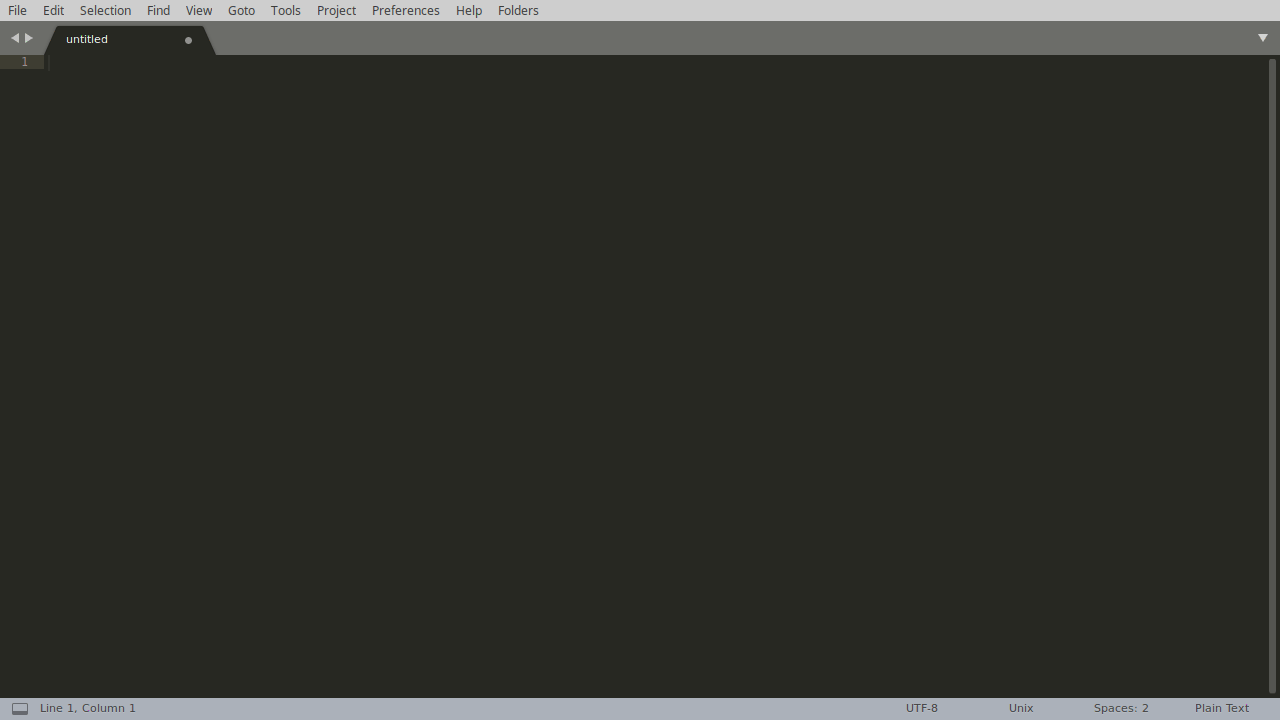 File Edit Selection Find View Goto Tools Project Preferences Help Folders
untitled
1
Line 1, Column 1 UTF-8 Unix Spaces: 2 Plain Text